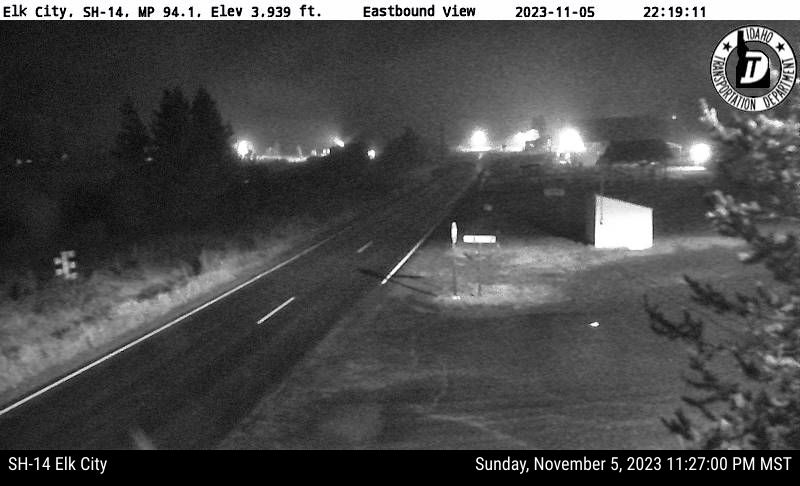 Elk City, SH-14, MP 94.1, Elev 3,939 ft. Eastbound View 2023-11-05 22:19:11
IDAHO
TRANSPORTATION DEPARTMENT
SH-14 Elk City Sunday, November 5, 2023 11:27:00 PM MST